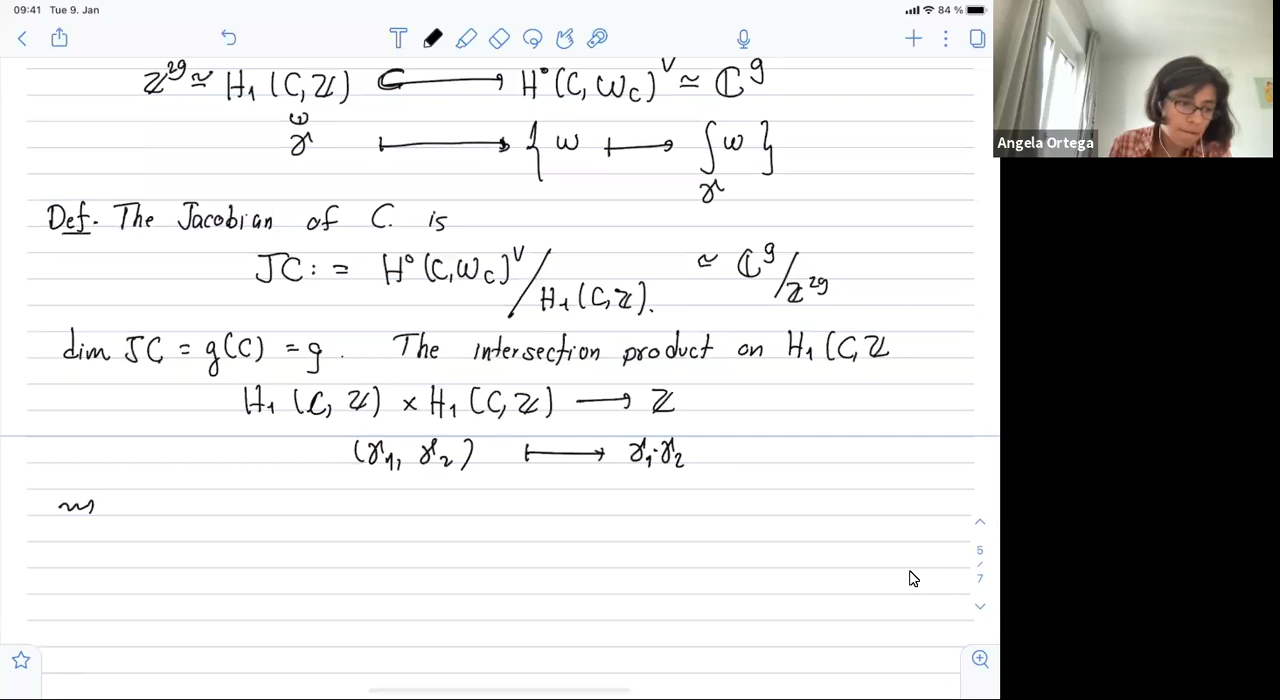 09:41 Tue 9. Jan
84 %
Angela Ortega
ℤ^{2g} ≃ H₁(C, ℤ) ↪ H⁰(C, ω_C)^∨ ≃ ℂ^g
ω
γ ↦ { ω ↦ ∫_γ ω }
Def. The Jacobian of C. is
JC := H⁰(C, ω_C)^∨ / H₁(C, ℤ). ≃ ℂ^g / ℤ^{2g}
dim JC = g(C) = g. The intersection product on H₁(C, ℤ
H₁(C, ℤ) × H₁(C, ℤ) → ℤ
(γ₁, γ₂) ↦ γ₁·γ₂
⇝
5
/
7